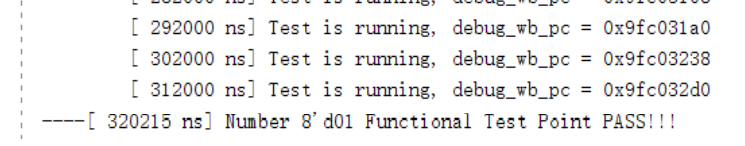 [ 292000 ns] Test is running, debug_wb_pc = 0x9fc031a0
[ 302000 ns] Test is running, debug_wb_pc = 0x9fc03238
[ 312000 ns] Test is running, debug_wb_pc = 0x9fc032d0
----[ 320215 ns] Number 8'd01 Functional Test Point PASS!!!